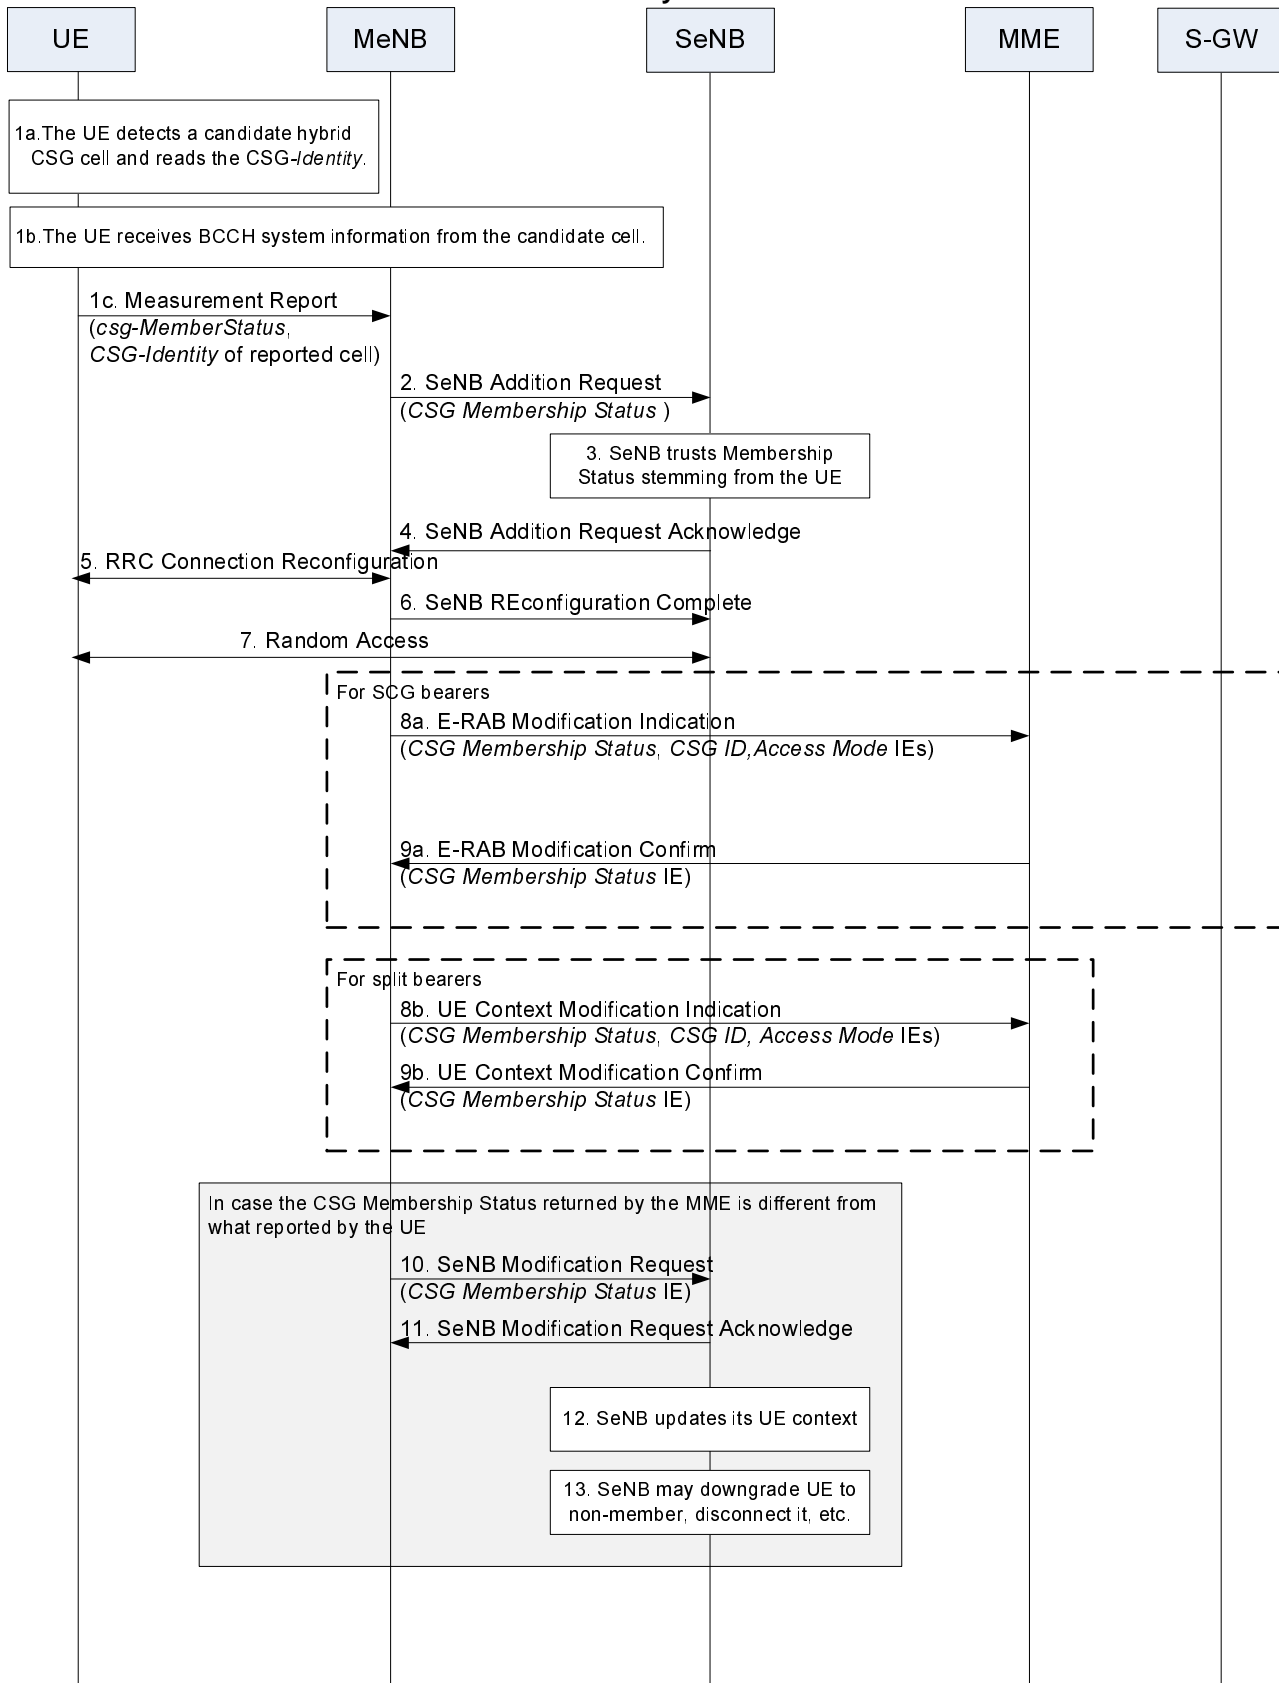 UE
MeNB
SeNB
MME
S-GW
1a.The UE detects a candidate hybrid
CSG cell and reads the CSG-Identity.
1b.The UE receives BCCH system information from the candidate cell.
1c. Measurement Report
(csg-MemberStatus,
CSG-Identity of reported cell)
2. SeNB Addition Request
(CSG Membership Status )
3. SeNB trusts Membership
Status stemming from the UE
4. SeNB Addition Request Acknowledge
5. RRC Connection Reconfiguration
6. SeNB REconfiguration Complete
7. Random Access
For SCG bearers
8a. E-RAB Modification Indication
(CSG Membership Status, CSG ID,Access Mode IEs)
9a. E-RAB Modification Confirm
(CSG Membership Status IE)
For split bearers
8b. UE Context Modification Indication
(CSG Membership Status, CSG ID, Access Mode IEs)
9b. UE Context Modification Confirm
(CSG Membership Status IE)
In case the CSG Membership Status returned by the MME is different from
what reported by the UE
10. SeNB Modification Request
(CSG Membership Status IE)
11. SeNB Modification Request Acknowledge
12. SeNB updates its UE context
13. SeNB may downgrade UE to
non-member, disconnect it, etc.